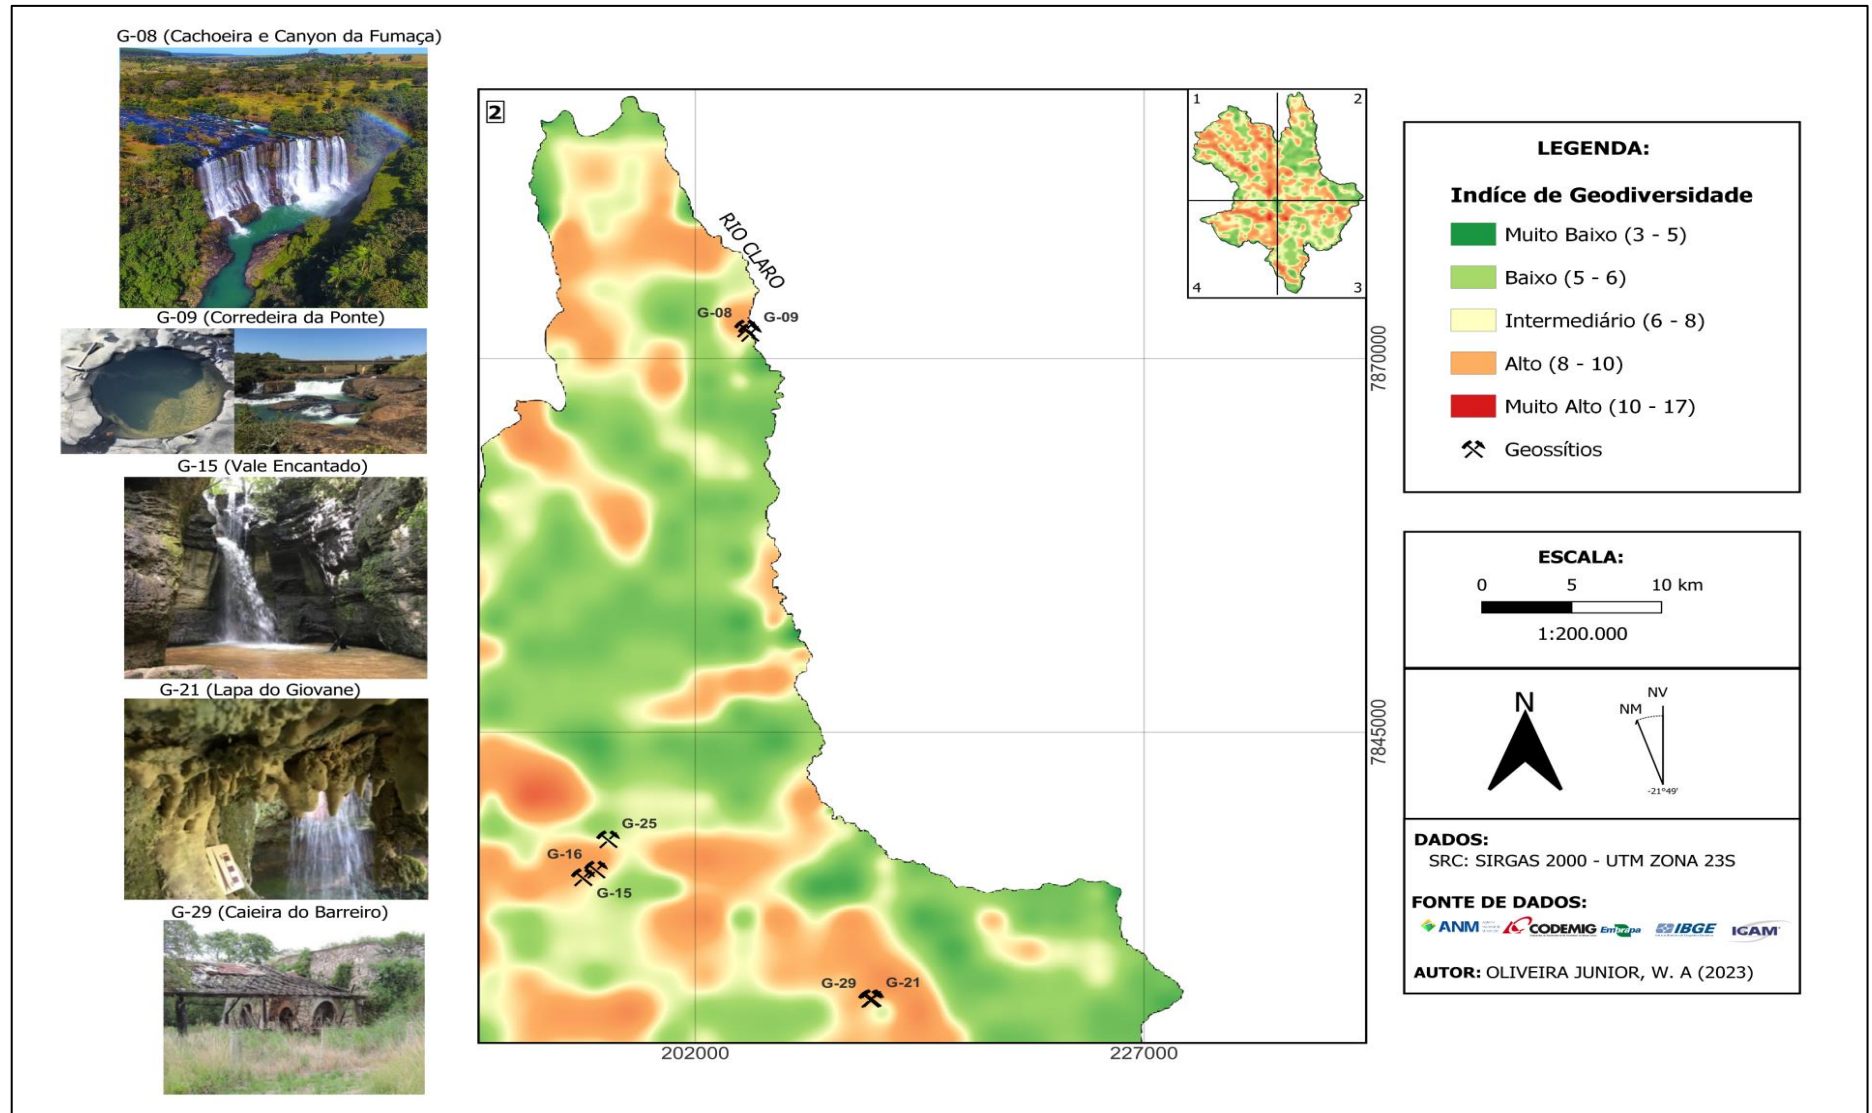 G-08 (Cachoeira e Canyon da Fumaça)
G-09 (Corredeira da Ponte)
G-15 (Vale Encantado)
G-21 (Lapa do Giovane)
G-29 (Caieira do Barreiro)
2
RIO CLARO
G-08
G-09
G-25
G-16
G-15
G-29
G-21
202000
227000
7870000
7845000
1
2
4
3
LEGENDA:
Indíce de Geodiversidade
Muito Baixo (3 - 5)
Baixo (5 - 6)
Intermediário (6 - 8)
Alto (8 - 10)
Muito Alto (10 - 17)
Geossítios
ESCALA:
0 5 10 km
1:200.000
N
NV
NM
-21°49'
DADOS:
SRC: SIRGAS 2000 - UTM ZONA 23S
FONTE DE DADOS:
ANM CODEMIG Embrapa IBGE IGAM
AUTOR: OLIVEIRA JUNIOR, W. A (2023)